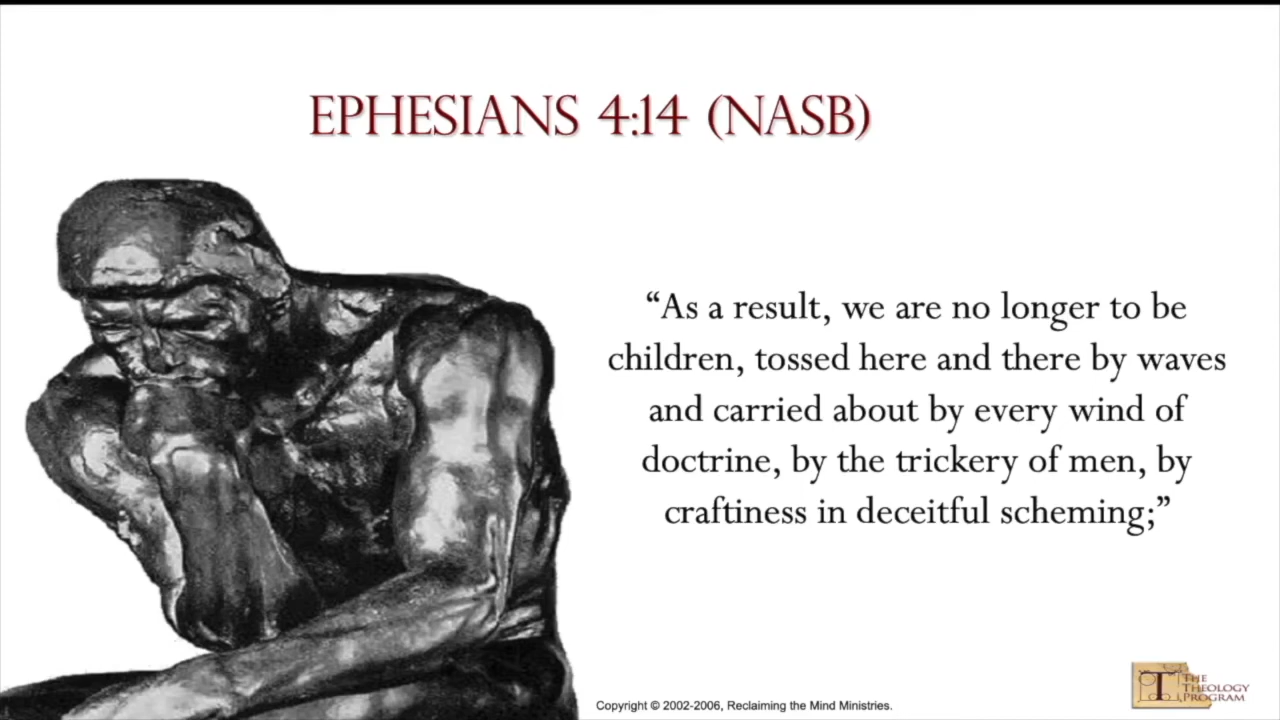 EPHESIANS 4:14 (NASB)
“As a result, we are no longer to be
children, tossed here and there by waves
and carried about by every wind of
doctrine, by the trickery of men, by
craftiness in deceitful scheming;”
Copyright © 2002-2006, Reclaiming the Mind Ministries.
T THE
THEOLOGY
PROGRAM